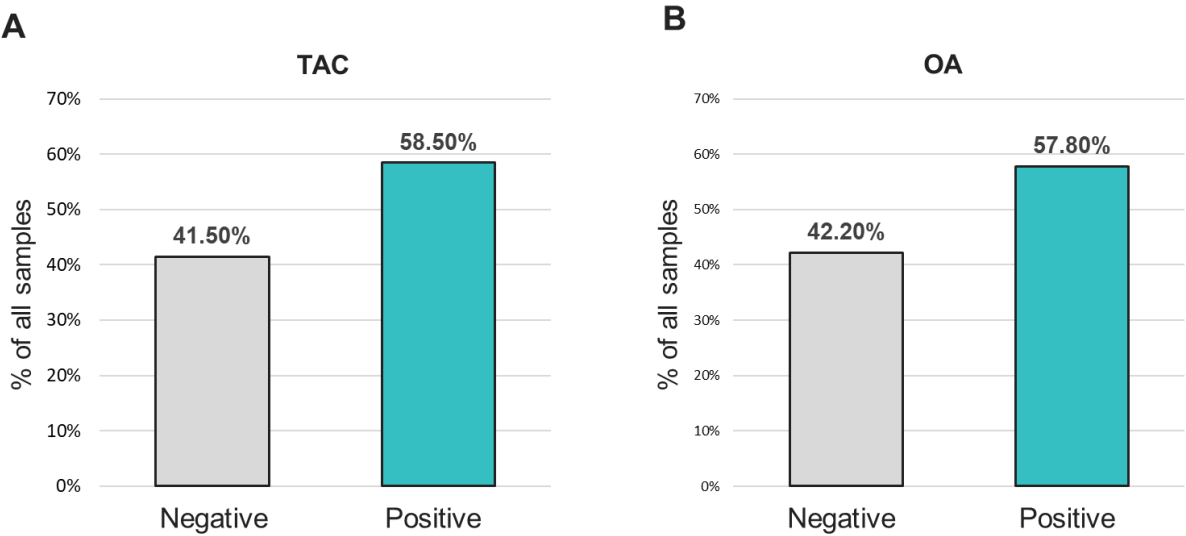 A
TAC
70%
60%
50%
40%
30%
20%
10%
0%
% of all samples
41.50%
58.50%
Negative
Positive
B
OA
70%
60%
50%
40%
30%
20%
10%
0%
% of all samples
42.20%
57.80%
Negative
Positive